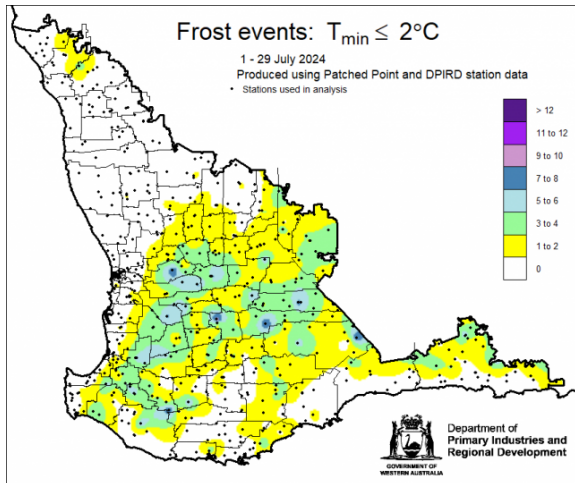 Frost events: Tmin ≤ 2°C
1 - 29 July 2024
Produced using Patched Point and DPIRD station data
• Stations used in analysis
> 12
11 to 12
9 to 10
7 to 8
5 to 6
3 to 4
1 to 2
0
Department of
Primary Industries and
Regional Development
GOVERNMENT OF
WESTERN AUSTRALIA